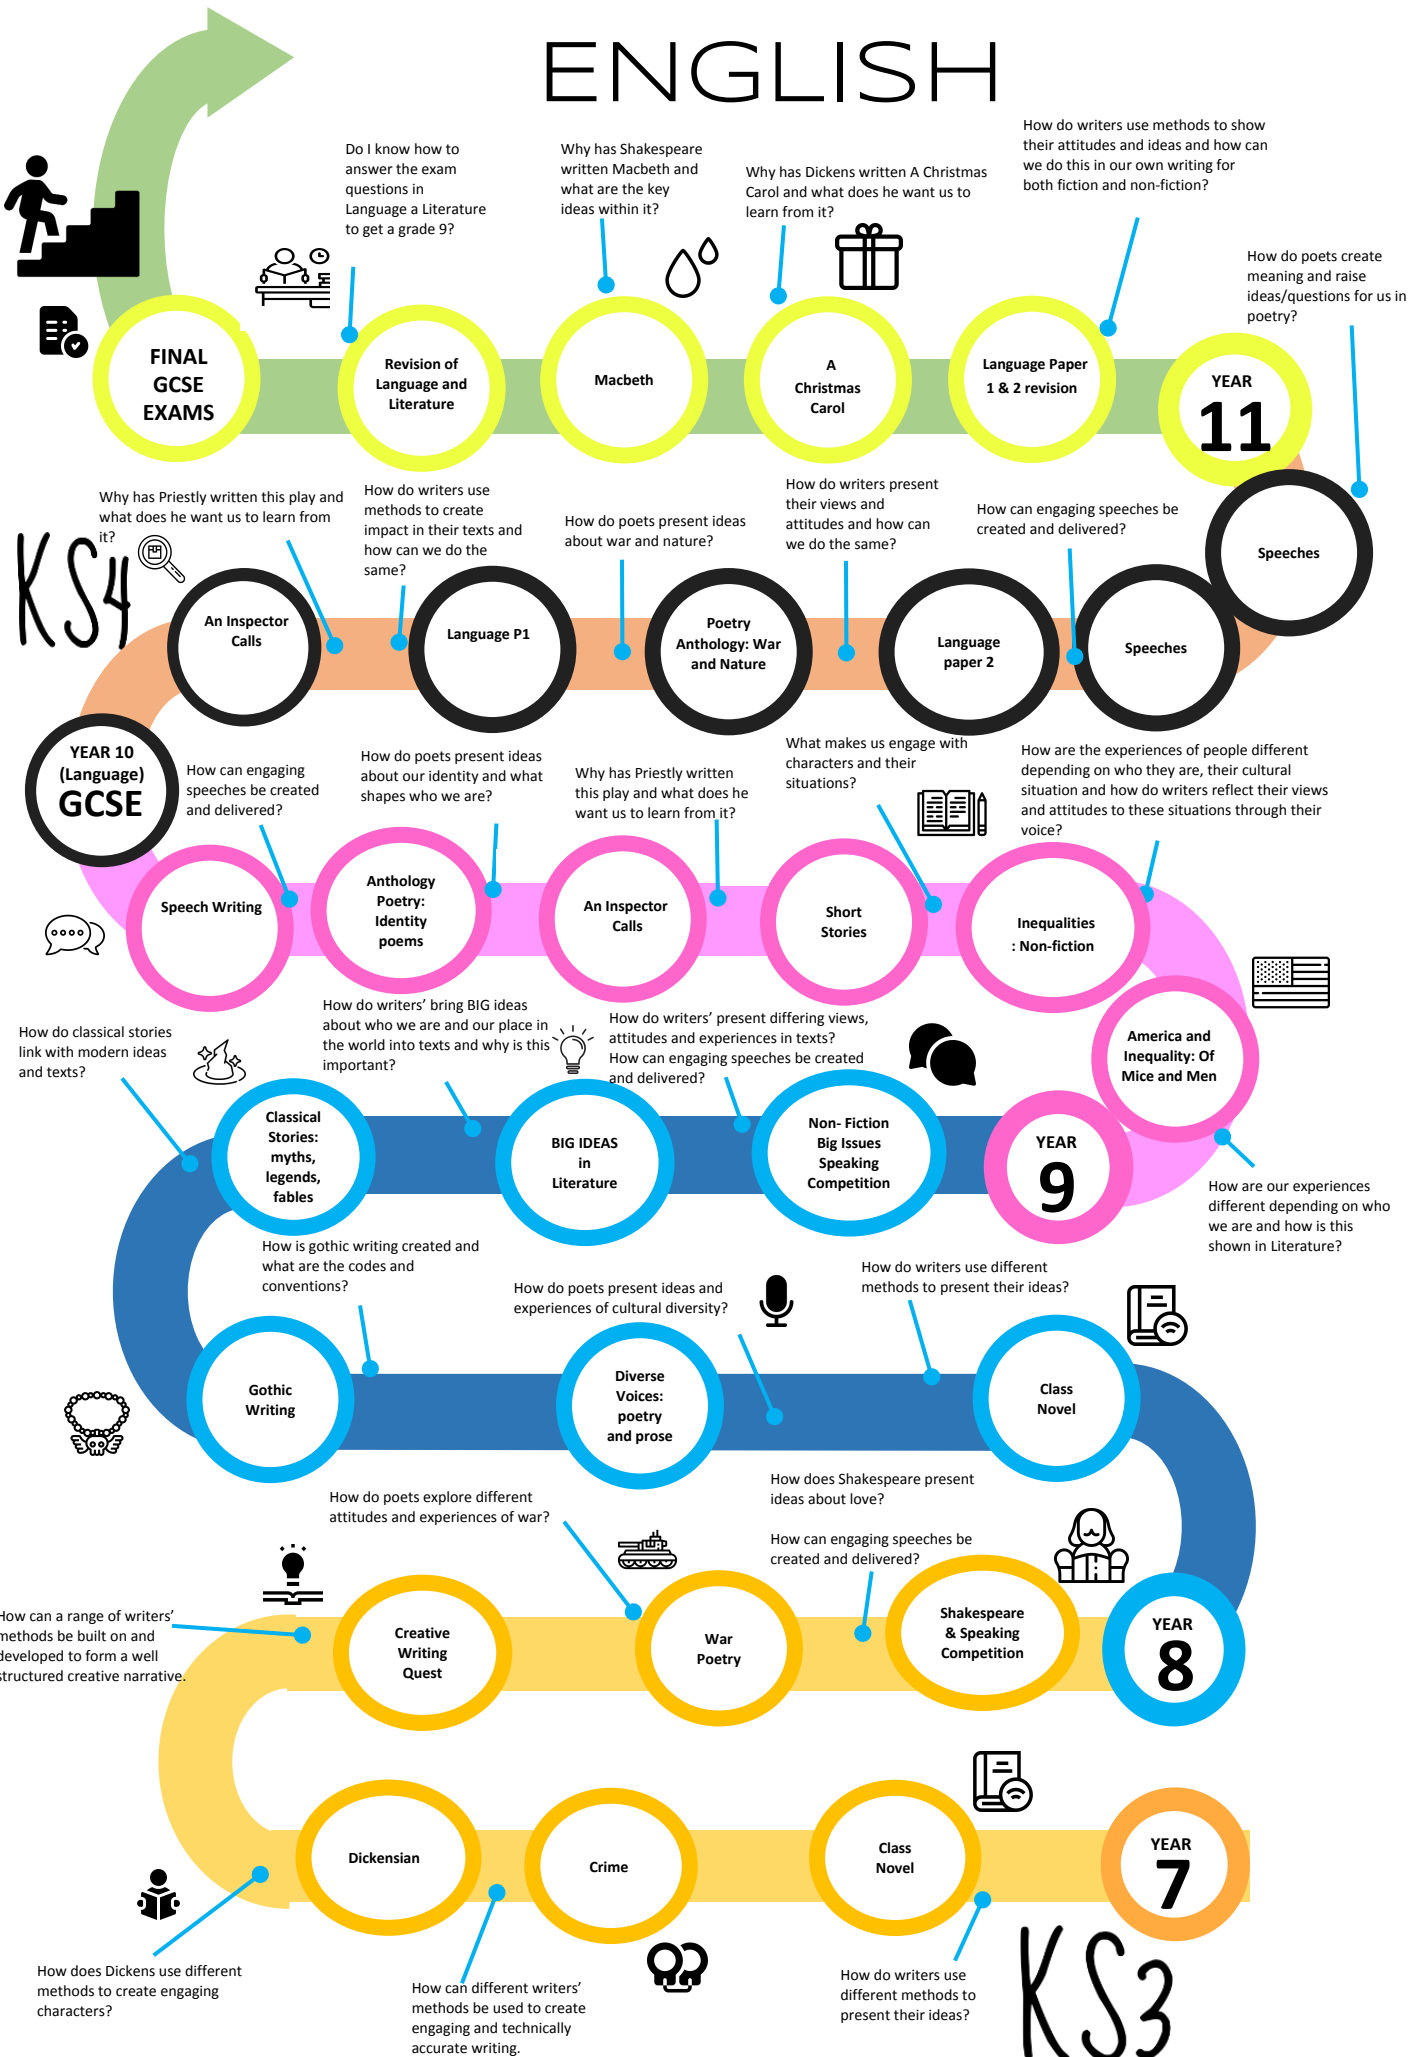 ENGLISH
Do I know how to
answer the exam
questions in
Language a Literature
to get a grade 9?
Why has Shakespeare
written Macbeth and
what are the key
ideas within it?
Why has Dickens written A Christmas
Carol and what does he want us to
learn from it?
How do writers use methods to show
their attitudes and ideas and how can
we do this in our own writing for
both fiction and non-fiction?
How do poets create
meaning and raise
ideas/questions for us in
poetry?
FINAL
GCSE
EXAMS
Revision of
Language and
Literature
Macbeth
A
Christmas
Carol
Language Paper
1 & 2 revision
YEAR
11
Why has Priestly written this play and
what does he want us to learn from
it?
How do writers use
methods to create
impact in their texts and
how can we do the
same?
How do poets present ideas
about war and nature?
How do writers present
their views and
attitudes and how can
we do the same?
How can engaging speeches be
created and delivered?
Speeches
KS4
An Inspector
Calls
Language P1
Poetry
Anthology: War
and Nature
Language
paper 2
Speeches
YEAR 10
(Language)
GCSE
How can engaging
speeches be created
and delivered?
How do poets present ideas
about our identity and what
shapes who we are?
Why has Priestly written
this play and what does he
want us to learn from it?
What makes us engage with
characters and their
situations?
How are the experiences of people different
depending on who they are, their cultural
situation and how do writers reflect their views
and attitudes to these situations through their
voice?
Speech Writing
Anthology
Poetry:
Identity
poems
An Inspector
Calls
Short
Stories
Inequalities
: Non-fiction
How do classical stories
link with modern ideas
and texts?
How do writers’ bring BIG ideas
about who we are and our place in
the world into texts and why is this
important?
How do writers’ present differing views,
attitudes and experiences in texts?
How can engaging speeches be created
and delivered?
America and
Inequality: Of
Mice and Men
Classical
Stories:
myths,
legends,
fables
BIG IDEAS
in
Literature
Non- Fiction
Big Issues
Speaking
Competition
YEAR
9
How are our experiences
different depending on who
we are and how is this
shown in Literature?
How is gothic writing created and
what are the codes and
conventions?
How do poets present ideas and
experiences of cultural diversity?
How do writers use different
methods to present their ideas?
Gothic
Writing
Diverse
Voices:
poetry
and prose
Class
Novel
How do poets explore different
attitudes and experiences of war?
How does Shakespeare present
ideas about love?
How can engaging speeches be
created and delivered?
How can a range of writers’
methods be built on and
developed to form a well
structured creative narrative.
Creative
Writing
Quest
War
Poetry
Shakespeare
& Speaking
Competition
YEAR
8
Dickensian
Crime
Class
Novel
YEAR
7
How does Dickens use different
methods to create engaging
characters?
How can different writers’
methods be used to create
engaging and technically
accurate writing.
How do writers use
different methods to
present their ideas?
KS3